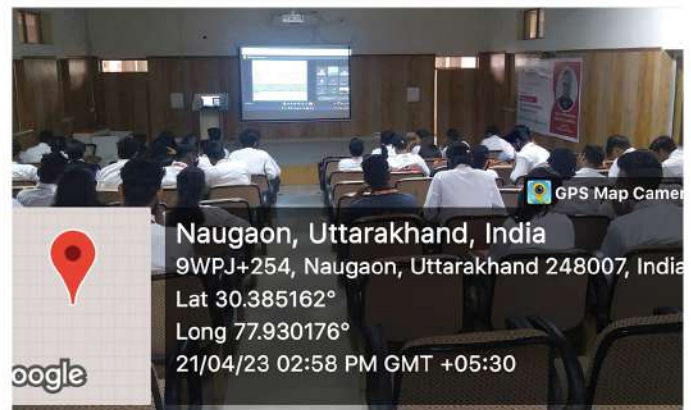 GPS Map Camer
Naugaon, Uttarakhand, India
9WPJ+254, Naugaon, Uttarakhand 248007, India
Lat 30.385162°
Long 77.930176°
21/04/23 02:58 PM GMT +05:30
oogle